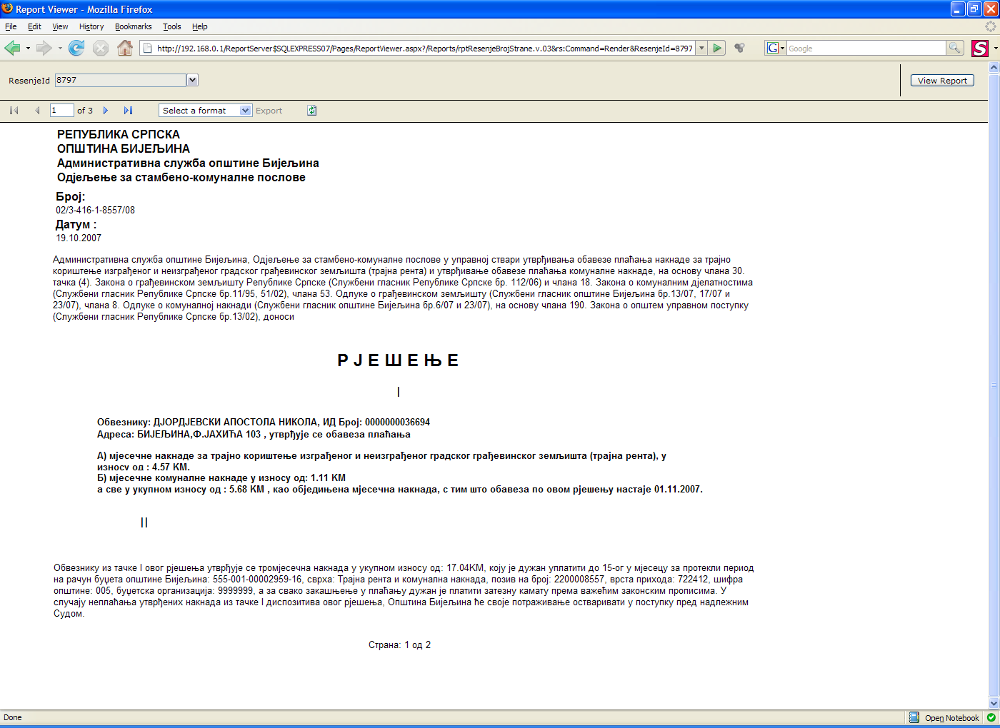 Report Viewer - Mozilla Firefox
File Edit View History Bookmarks Tools Help
http://192.168.0.1/ReportServer$SQLEXPRESS07/Pages/ReportViewer.aspx?/Reports/rptResenjeBrojStrane.v.03&rs:Command=Render&ResenjeId=8797
G Google
S
ResenjeId 8797 View Report
1 of 3 Select a format Export
РЕПУБЛИКА СРПСКА
ОПШТИНА БИЈЕЉИНА
Административна служба општине Бијељина
Одјељење за стамбено-комуналне послове
Број:
02/3-416-1-8557/08
Датум :
19.10.2007
Административна служба општине Бијељина, Одјељење за стамбено-комуналне послове у управној ствари утврђивања обавезе плаћања накнаде за трајно
кориштење изграђеног и неизграђеног градског грађевинског земљишта (трајна рента) и утврђивање обавезе плаћања комуналне накнаде, на основу члана 30.
тачка (4). Закона о грађевинском земљишту Републике Српске (Службени гласник Републике Српске бр. 112/06) и члана 18. Закона о комуналним дјелатностима
(Службени гласник Републике Српске бр.11/95, 51/02), члана 53. Одлуке о грађевинском земљишту (Службени гласник општине Бијељина бр.13/07, 17/07 и
23/07), члана 8. Одлуке о комуналној накнади (Службени гласник општине Бијељина бр.6/07 и 23/07), на основу члана 190. Закона о општем управном поступку
(Службени гласник Републике Српске бр.13/02), доноси
Р Ј Е Ш Е Њ Е
I
Обвезнику: ДЈОРДЈЕВСКИ АПОСТОЛА НИКОЛА, ИД Број: 0000000036694
Адреса: БИЈЕЉИНА,Ф.ЈАХИЋА 103 , утврђује се обавеза плаћања
А) мјесечне накнаде за трајно кориштење изграђеног и неизграђеног градског грађевинског земљишта (трајна рента), у
износу од : 4.57 КМ.
Б) мјесечне комуналне накнаде у износу од: 1.11 КМ
а све у укупном износу од : 5.68 КМ , као обједињена мјесечна накнада, с тим што обавеза по овом рјешењу настаје 01.11.2007.
II
Обвезнику из тачке I овог рјешења утврђује се тромјесечна накнада у укупном износу од: 17.04КМ, коју је дужан уплатити до 15-ог у мјесецу за протекли период
на рачун буџета општине Бијељина: 555-001-00002959-16, сврха: Трајна рента и комунална накнада, позив на број: 2200008557, врста прихода: 722412, шифра
општине: 005, буџетска организација: 9999999, а за свако закашњење у плаћању дужан је платити затезну камату према важећим законским прописима. У
случају неплаћања утврђених накнада из тачке I диспозитива овог рјешења, Општина Бијељина ће своје потраживање остваривати у поступку пред надлежним
Судом.
Страна: 1 од 2
Done Open Notebook